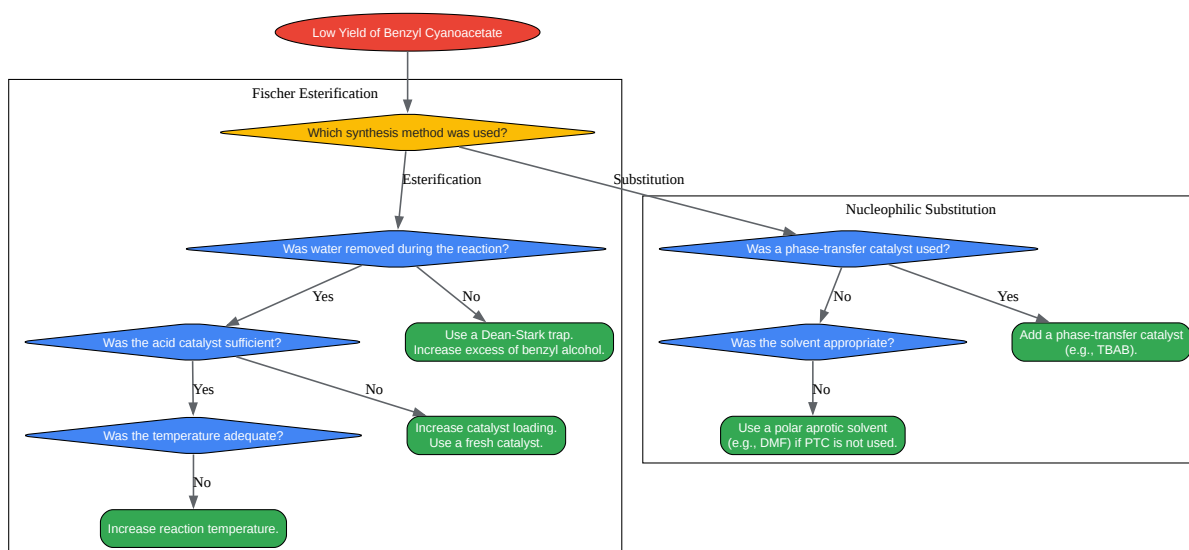 Low Yield of Benzyl Cyanoacetate
Fischer Esterification
Which synthesis method was used?
Esterification
Substitution
Nucleophilic Substitution
Was water removed during the reaction?
Was a phase-transfer catalyst used?
Yes
No
No
Yes
Was the acid catalyst sufficient?
Use a Dean-Stark trap.
Increase excess of benzyl alcohol.
Was the solvent appropriate?
Add a phase-transfer catalyst
(e.g., TBAB).
Yes
No
No
Was the temperature adequate?
Increase catalyst loading.
Use a fresh catalyst.
Use a polar aprotic solvent
(e.g., DMF) if PTC is not used.
No
Increase reaction temperature.